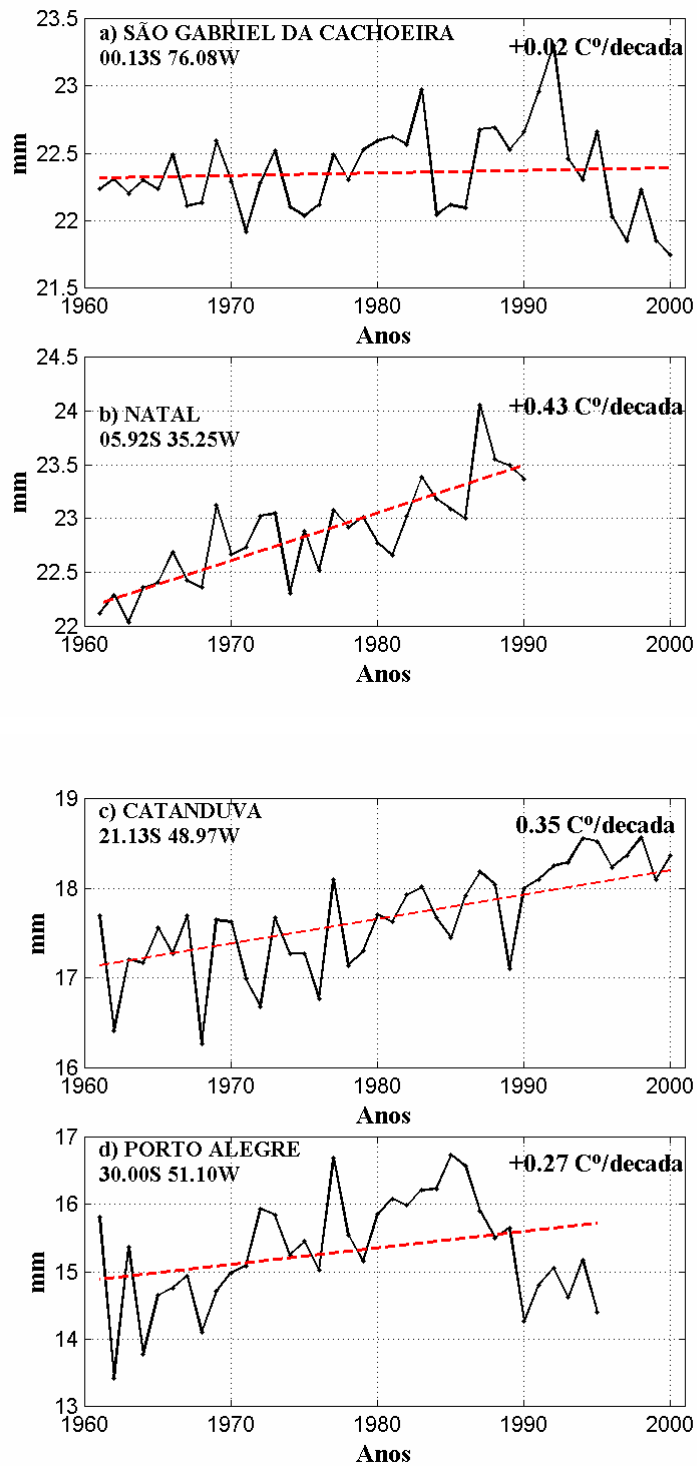 a) SÃO GABRIEL DA CACHOEIRA
00.13S 76.08W
+0.02 Cº/decada
mm
23.5
23
22.5
22
21.5
1960
1970
1980
1990
2000
Anos
b) NATAL
05.92S 35.25W
+0.43 Cº/decada
mm
24.5
24
23.5
23
22.5
22
1960
1970
1980
1990
2000
Anos
c) CATANDUVA
21.13S 48.97W
0.35 Cº/decada
mm
19
18
17
16
1960
1970
1980
1990
2000
Anos
d) PORTO ALEGRE
30.00S 51.10W
+0.27 Cº/decada
mm
17
16
15
14
13
1960
1970
1980
1990
2000
Anos